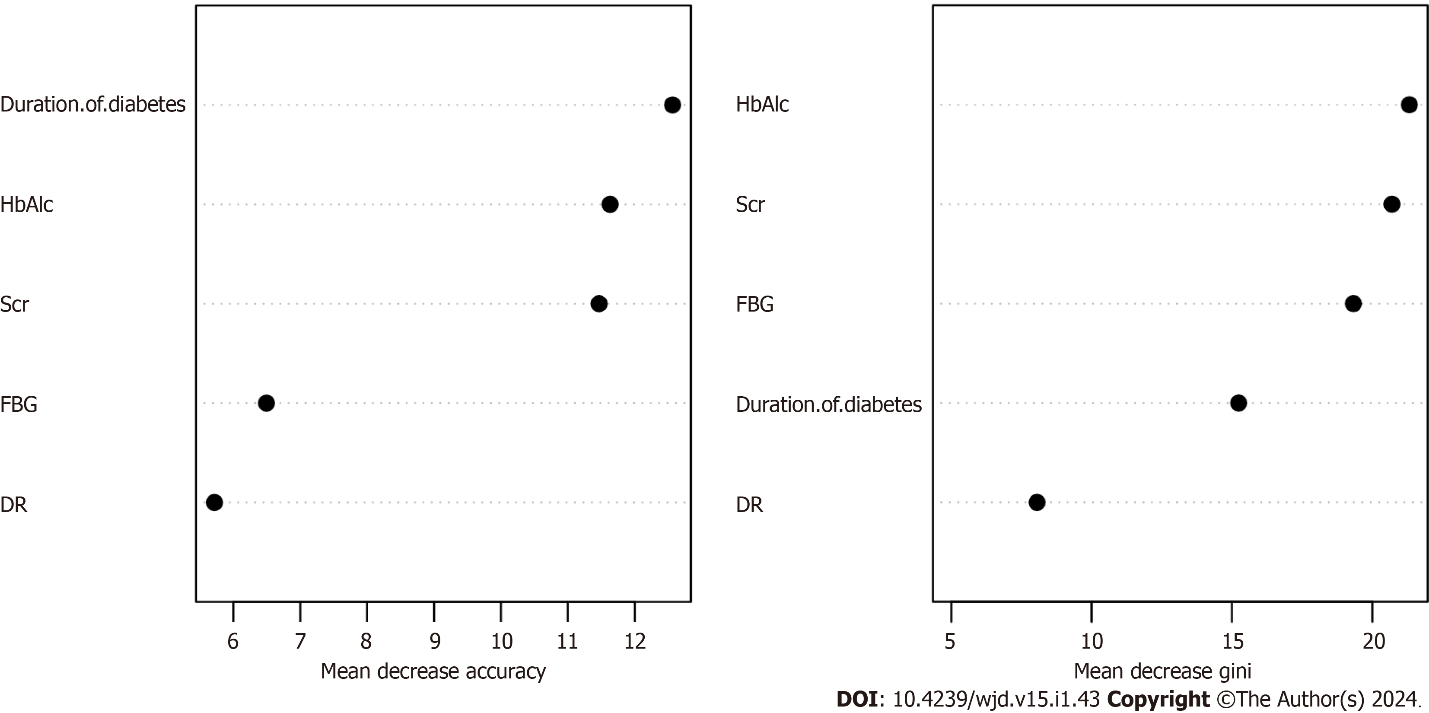 Duration.of.diabetes
HbAlc
Scr
FBG
DR
6 7 8 9 10 11 12
Mean decrease accuracy
HbAlc
Scr
FBG
Duration.of.diabetes
DR
5 10 15 20
Mean decrease gini
DOI: 10.4239/wjd.v15.i1.43 Copyright ©The Author(s) 2024.